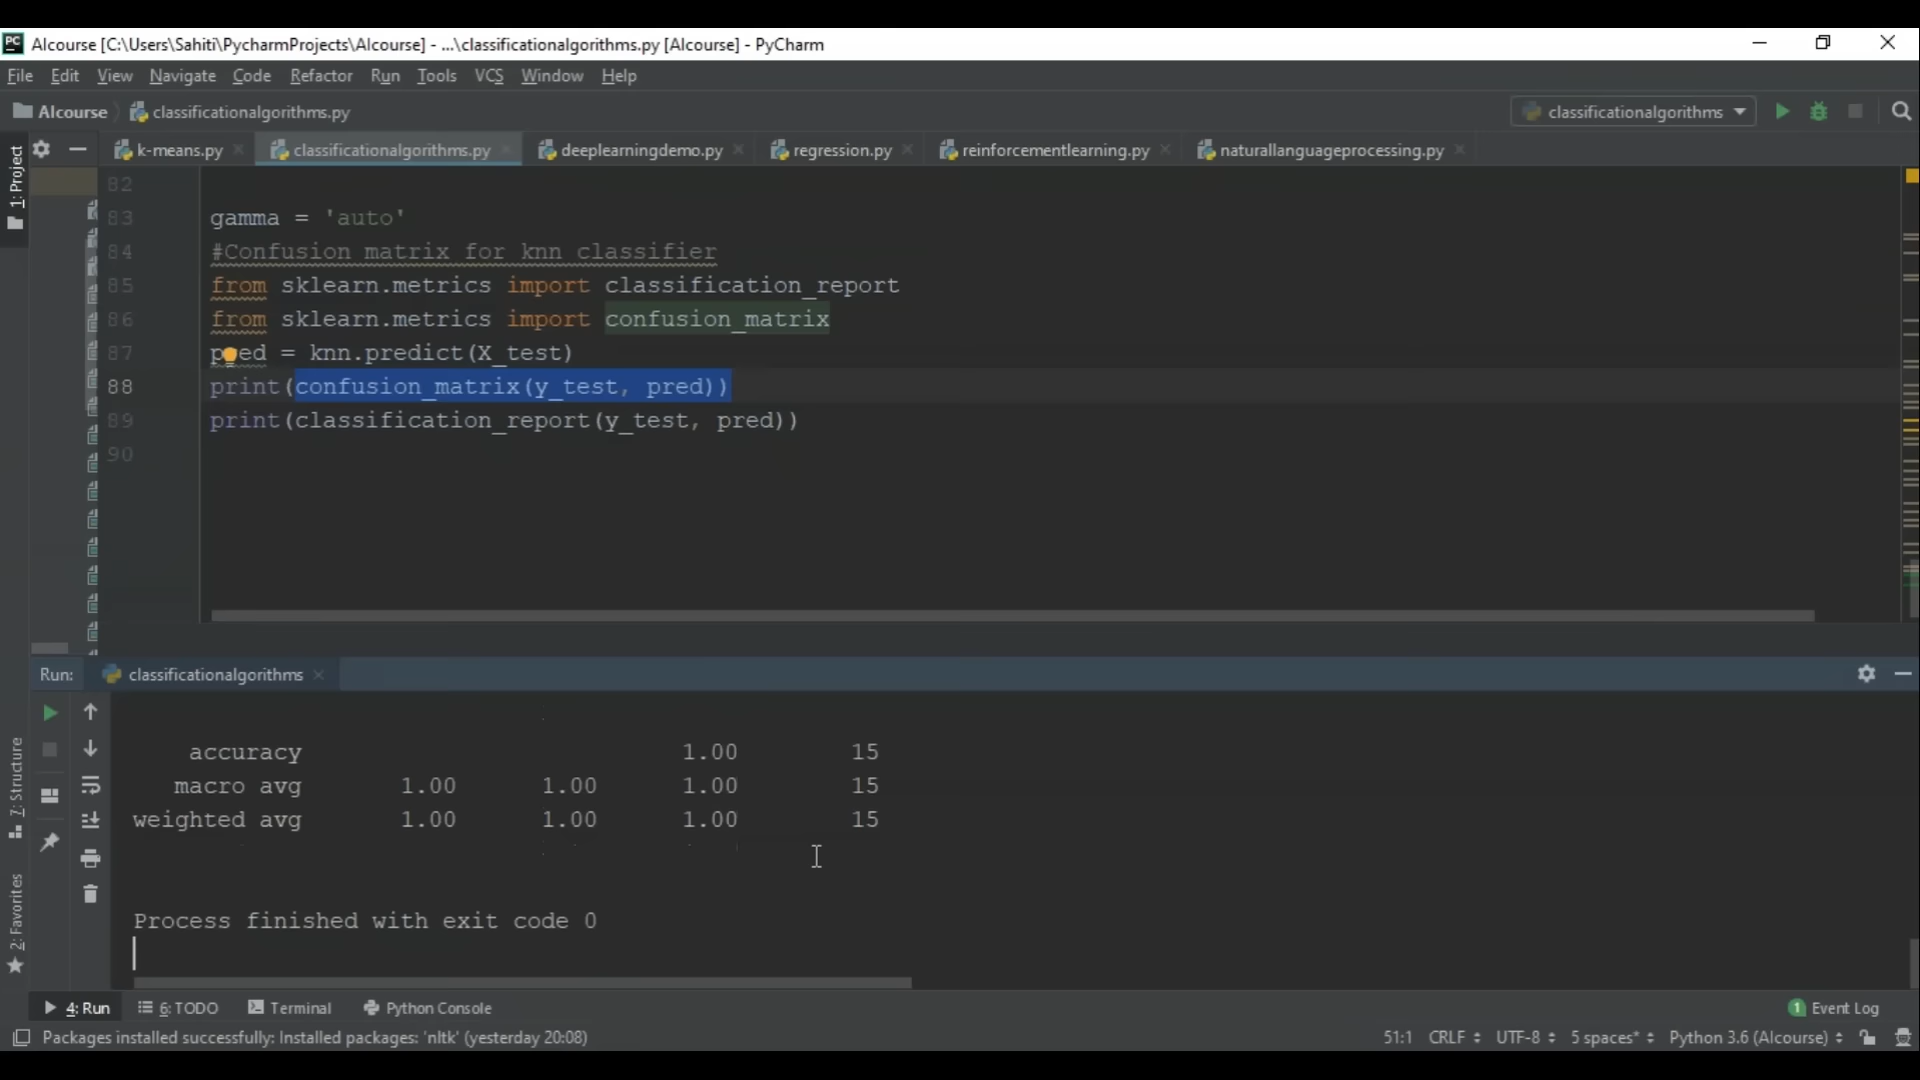 PC AIcourse [C:\Users\Sahiti\PycharmProjects\AIcourse] - ...\classificationalgorithms.py [AIcourse] - PyCharm
File Edit View Navigate Code Refactor Run Tools VCS Window Help
AIcourse classificationalgorithms.py classificationalgorithms
1: Project
k-means.py classificationalgorithms.py deeplearningdemo.py regression.py reinforcementlearning.py naturallanguageprocessing.py
82
83 gamma = 'auto'
84 #Confusion matrix for knn classifier
85 from sklearn.metrics import classification_report
86 from sklearn.metrics import confusion_matrix
87 pred = knn.predict(X_test)
88 print(confusion_matrix(y_test, pred))
89 print(classification_report(y_test, pred))
90
Run: classificationalgorithms
accuracy 1.00 15
macro avg 1.00 1.00 1.00 15
weighted avg 1.00 1.00 1.00 15
Process finished with exit code 0
7: Structure
2: Favorites
4: Run 6: TODO Terminal Python Console 1 Event Log
Packages installed successfully: Installed packages: 'nltk' (yesterday 20:08) 51:1 CRLF UTF-8 5 spaces* Python 3.6 (AIcourse)